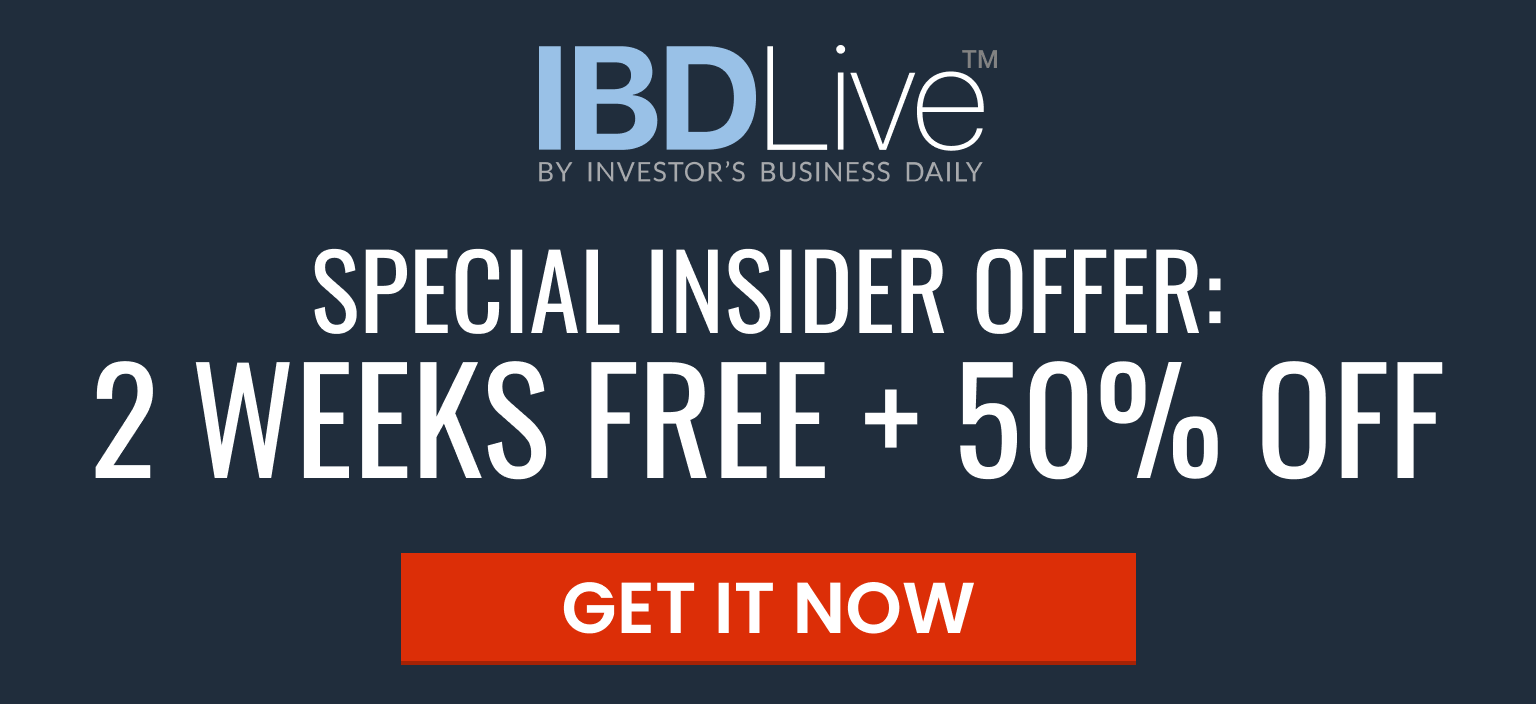 IBDLive™
BY INVESTOR'S BUSINESS DAILY
SPECIAL INSIDER OFFER:
2 WEEKS FREE + 50% OFF
GET IT NOW